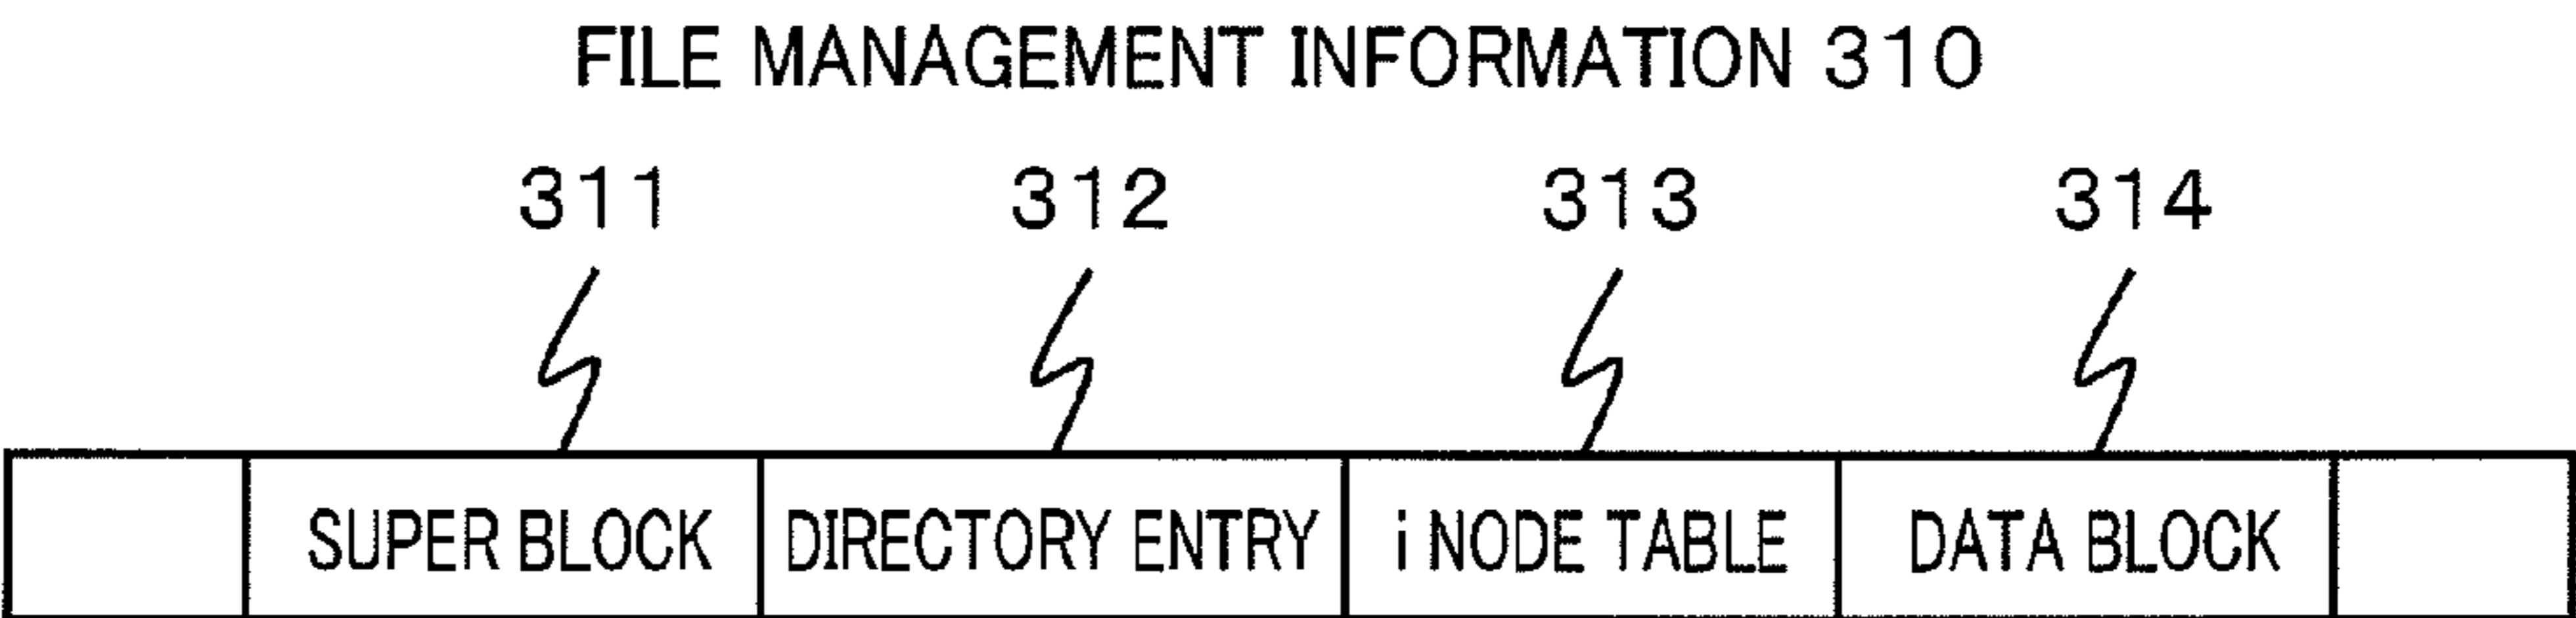 FILE MANAGEMENT INFORMATION 310
311 312 313 314
SUPER BLOCK DIRECTORY ENTRY i NODE TABLE DATA BLOCK